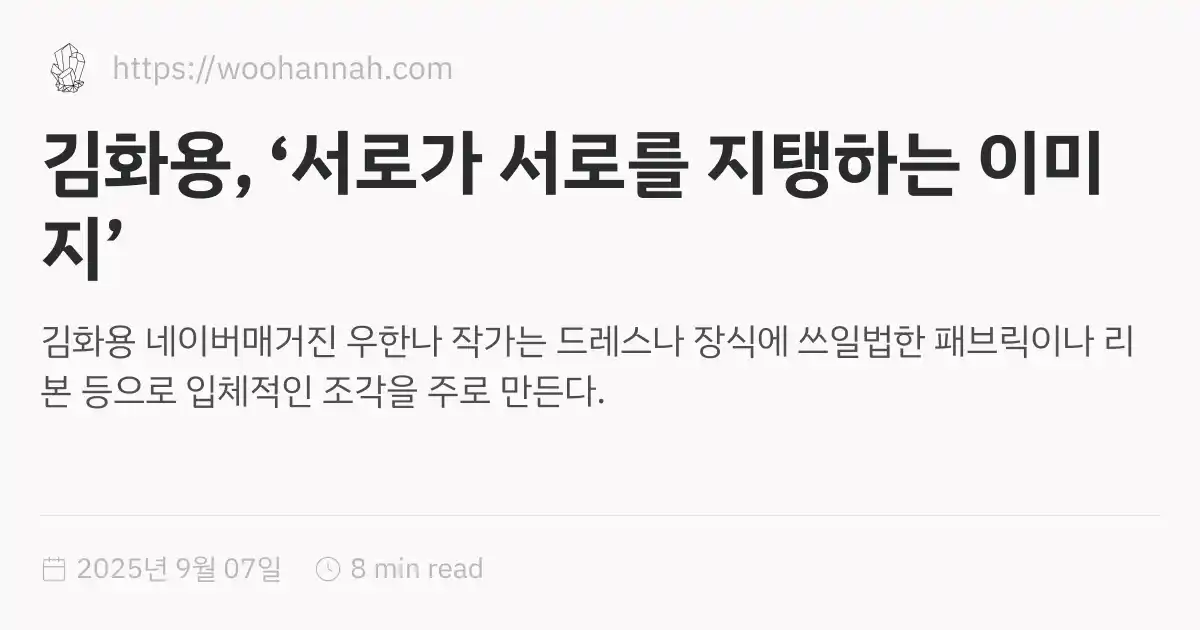 https://woohannah.com
김화용, ‘서로가 서로를 지탱하는 이미
지’
김화용 네이버매거진 우한나 작가는 드레스나 장식에 쓰일법한 패브릭이나 리
본 등으로 입체적인 조각을 주로 만든다.
2025년 9월 07일 8 min read